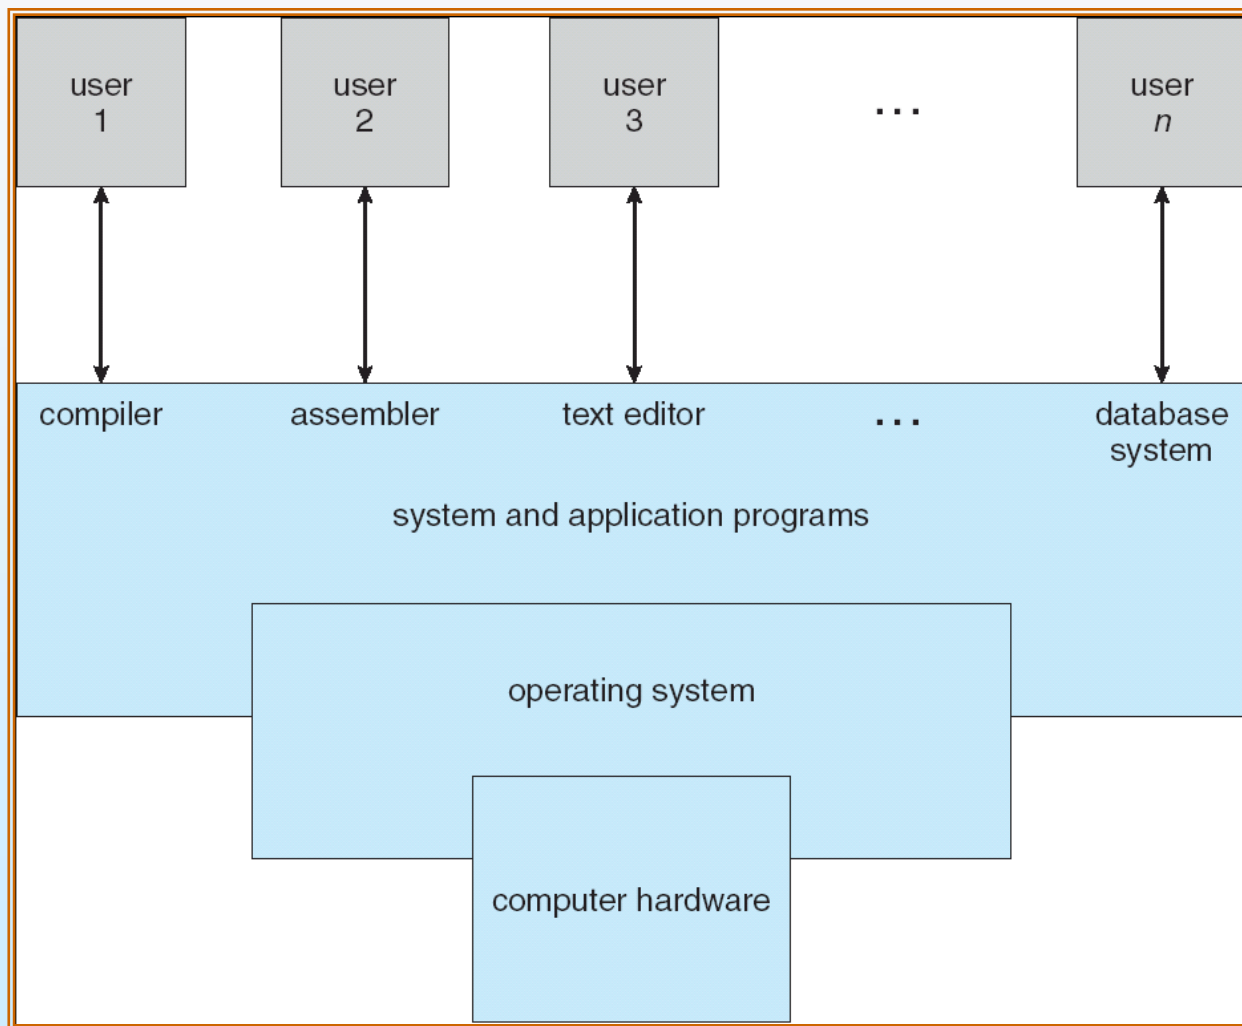 user
1
user
2
user
3
...
user
n
compiler
assembler
text editor
...
database
system
system and application programs
operating system
computer hardware